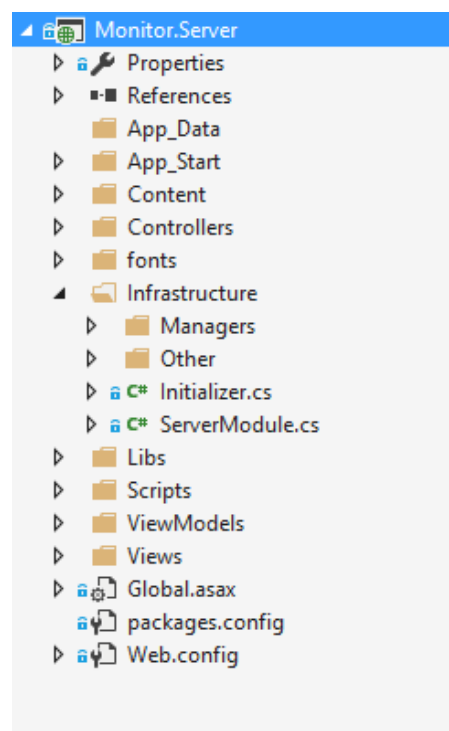 Monitor.Server
Properties
References
App_Data
App_Start
Content
Controllers
fonts
Infrastructure
Managers
Other
C# Initializer.cs
C# ServerModule.cs
Libs
Scripts
ViewModels
Views
Global.asax
packages.config
Web.config